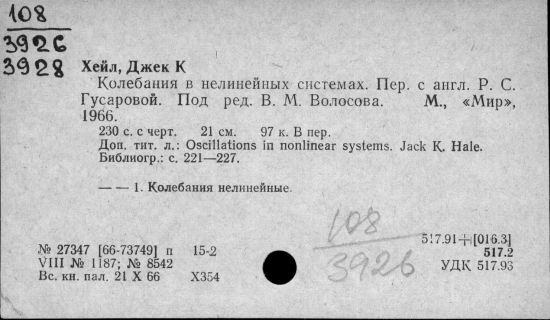 108
3926
3928
Хейл, Джек К
Колебания в нелинейных системах. Пер. с англ. Р. С.
Гусаровой. Под ред. В. М. Волосова. М., «Мир»,
1966.
230 с. с черт. 21 см. 97 к. В пер.
Доп. тит. л.: Oscillations in nonlinear systems. Jack K. Hale.
Библиогр.: с. 221—227.
— — 1. Колебания нелинейные.
108
3926
№ 27347 [66-73749] п 15-2 517.91+[016.3]
VIII № 1187; № 8542 517.2
Вс. кн. пал. 21 X 66 Х354 УДК 517.93